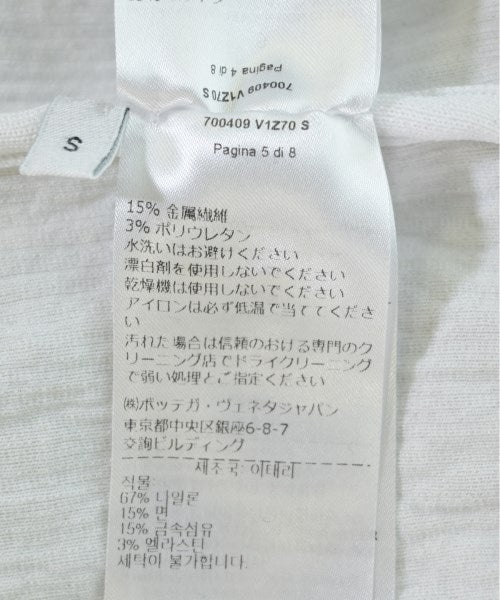 Pagina 4 di 8
700409 V1Z70 S
S
700409 V1Z70 S
Pagina 5 di 8
15% 金属繊維
3% ポリウレタン
水洗いはお避けください
漂白剤を使用しないでください
乾燥機は使用しないでください
アイロンは必ず低温で当ててくださ
い
汚れた場合は信頼のおける専門のク
リーニング店でドライクリーニング
で弱い処理とご指定ください
㈱ボッテガ・ヴェネタジャパン
東京都中央区銀座6-8-7
交詢ビルディング
제조국: 이태리
직물:
67% 나일론
15% 면
15% 금속섬유
3% 엘라스탄
세탁이 불가합니다.